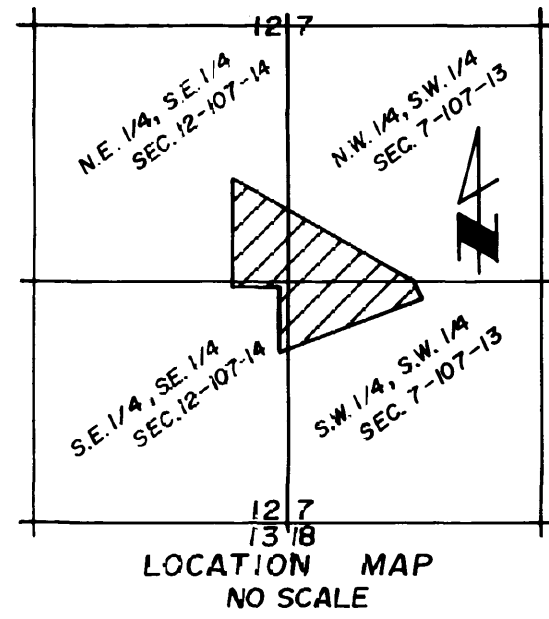 12 7
N.E. 1/4, S.E. 1/4
SEC. 12-107-14
N.W. 1/4, S.W. 1/4
SEC. 7-107-13
N
S.E. 1/4, S.E. 1/4
SEC. 12-107-14
S.W. 1/4, S.W. 1/4
SEC. 7-107-13
12 7
13 18
LOCATION MAP
NO SCALE